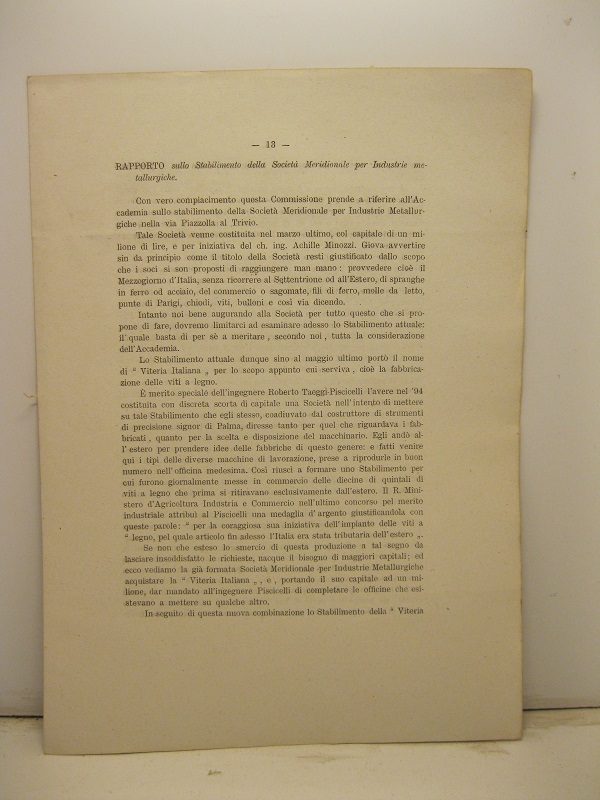 — 13 —
RAPPORTO sullo Stabilimento della Società Meridionale per Industrie me-
tallurgiche.
Con vero compiacimento questa Commissione prende a riferire all'Ac-
cademia sullo stabilimento della Società Meridionale per Industrie Metallur-
giche nella via Piazzolla al Trivio.
Tale Società venne costituita nel marzo ultimo, col capitale di un mi-
lione di lire, e per iniziativa del ch. ing. Achille Minozzi. Giova avvertire
sin da principio come il titolo della Società resti giustificato dallo scopo
che i soci si son proposti di raggiungere man mano: provvedere cioè il
Mezzogiorno d'Italia, senza ricorrere al Settentrione od all'Estero, di spranghe
in ferro od acciaio, del commercio o sagomate, fili di ferro, molle da letto,
punte di Parigi, chiodi, viti, bulloni e così via dicendo.
Intanto noi bene augurando alla Società per tutto questo che si pro-
pone di fare, dovremo limitarci ad esaminare adesso lo Stabilimento attuale:
il quale basta di per sè a meritare, secondo noi, tutta la considerazione
dell'Accademia.
Lo Stabilimento attuale dunque sino al maggio ultimo portò il nome
di " Viteria Italiana „ per lo scopo appunto cui serviva, cioè la fabbrica-
zione delle viti a legno.
È merito speciale dell'ingegnere Roberto Taeggi-Piscicelli l'avere nel '94
costituita con discreta scorta di capitale una Società nell'intento di mettere
su tale Stabilimento che egli stesso, coadiuvato dal costruttore di strumenti
di precisione signor di Palma, diresse tanto per quel che riguardava i fab-
bricati, quanto per la scelta e disposizione del macchinario. Egli andò al-
l'estero per prendere idee delle fabbriche di questo genere: e fatti venire
qui i tipi delle diverse macchine di lavorazione, prese a riprodurle in buon
numero nell'officina medesima. Così riuscì a formare uno Stabilimento per
cui furono giornalmente messe in commercio delle diecine di quintali di
viti a legno che prima si ritiravano esclusivamente dall'estero. Il R. Mini-
stero d'Agricoltura Industria e Commercio nell'ultimo concorso pel merito
industriale attribuì al Piscicelli una medaglia d'argento giustificandola con
queste parole: " per la coraggiosa sua iniziativa dell'impianto delle viti a
" legno, pel quale articolo fin adesso l'Italia era stata tributaria dell'estero „.
Se non che esteso lo smercio di questa produzione a tal segno da
lasciare insoddisfatto le richieste, nacque il bisogno di maggiori capitali: ed
ecco vediamo la già formata Società Meridionale per Industrie Metallurgiche
acquistare la " Viteria Italiana „, e, portando il suo capitale ad un mi-
lione, dar mandato all'ingegnere Piscicelli di completare le officine che esi-
stevano a mettere su qualche altro.
In seguito di questa nuova combinazione lo Stabilimento della " Viteria